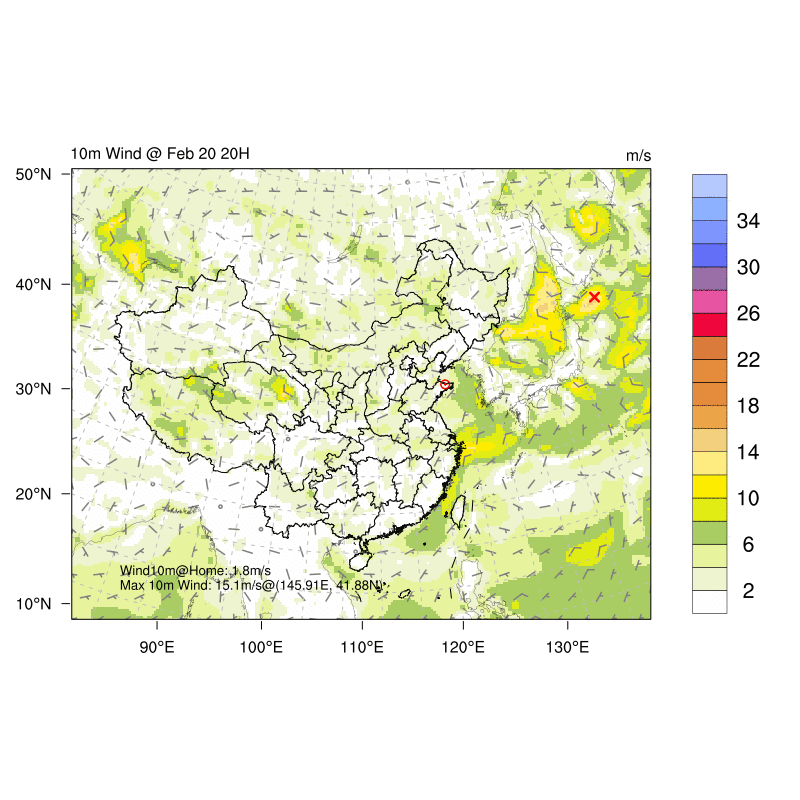 10m Wind @ Feb 20 20H
m/s
50°N
40°N
30°N
20°N
10°N
90°E
100°E
110°E
120°E
130°E
34
30
26
22
18
14
10
6
2
Wind10m@Home: 1.8m/s
Max 10m Wind: 15.1m/s@(145.91E, 41.88N)